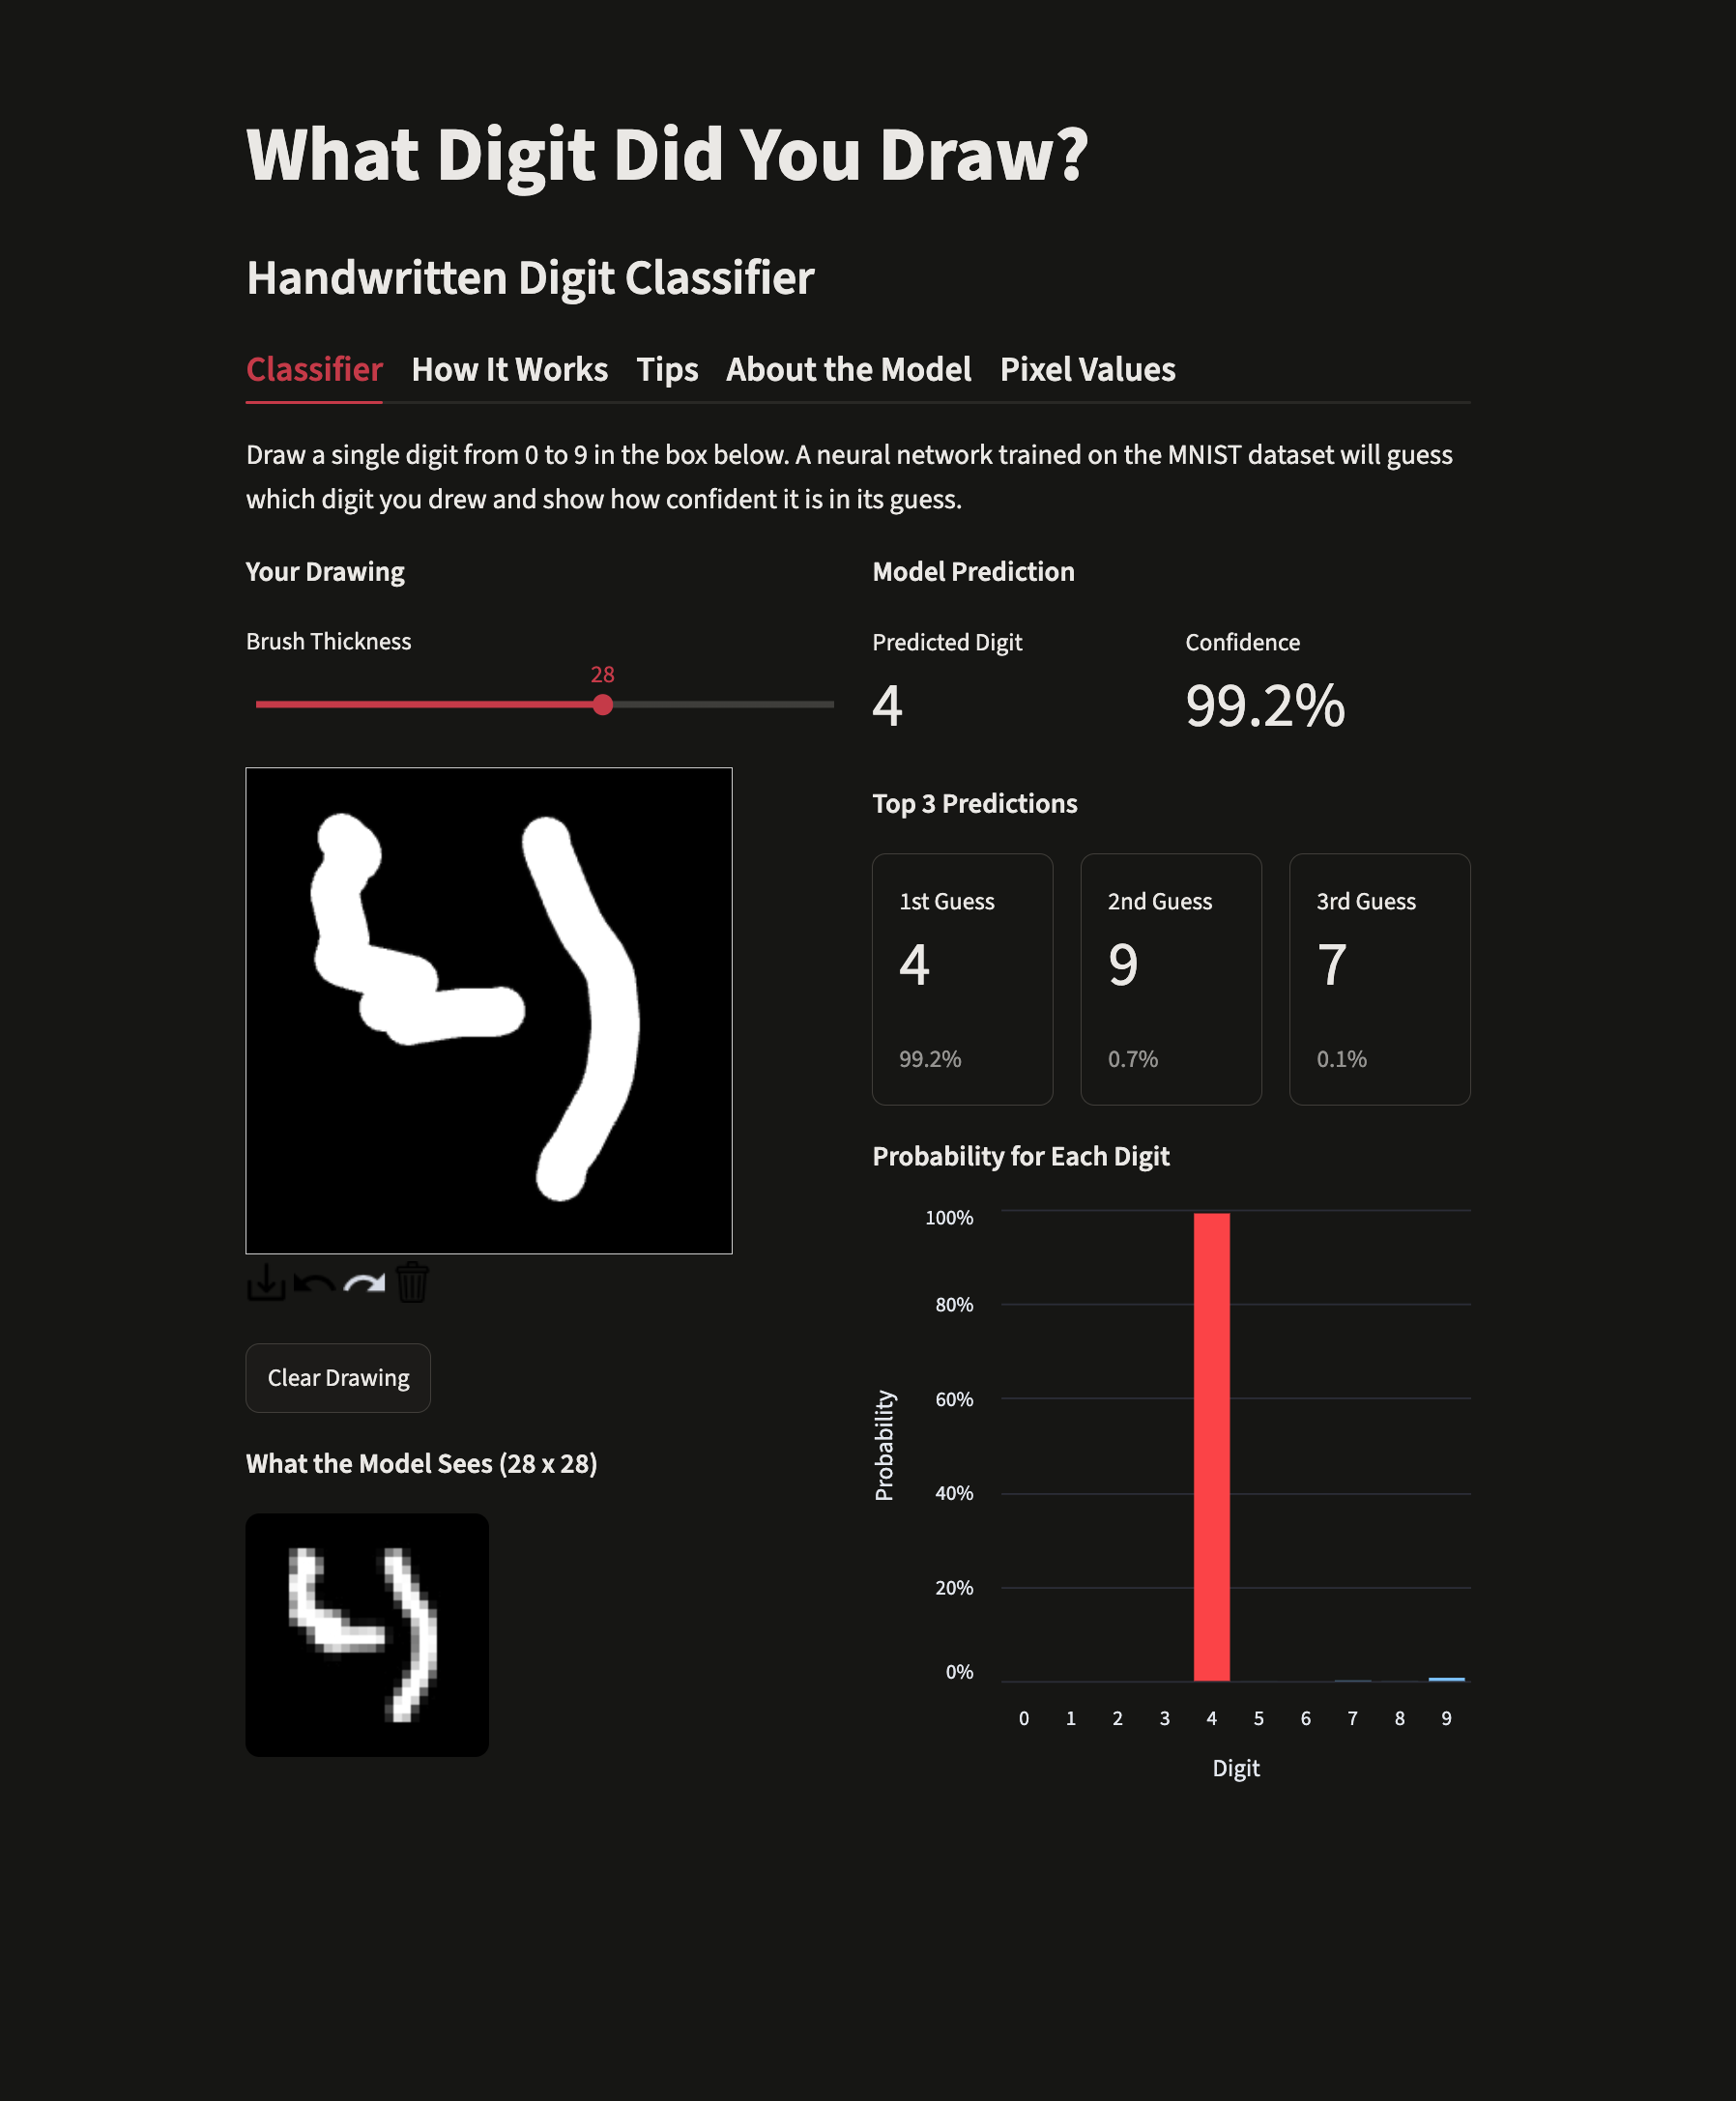 What Digit Did You Draw?
Handwritten Digit Classifier
Classifier How It Works Tips About the Model Pixel Values
Draw a single digit from 0 to 9 in the box below. A neural network trained on the MNIST dataset will guess
which digit you drew and show how confident it is in its guess.
Your Drawing
Brush Thickness
28
Model Prediction
Predicted Digit
4
Confidence
99.2%
Top 3 Predictions
1st Guess
4
99.2%
2nd Guess
9
0.7%
3rd Guess
7
0.1%
Probability for Each Digit
100%
80%
60%
40%
20%
0%
Probability
0 1 2 3 4 5 6 7 8 9
Digit
4
Clear Drawing
What the Model Sees (28 x 28)
4